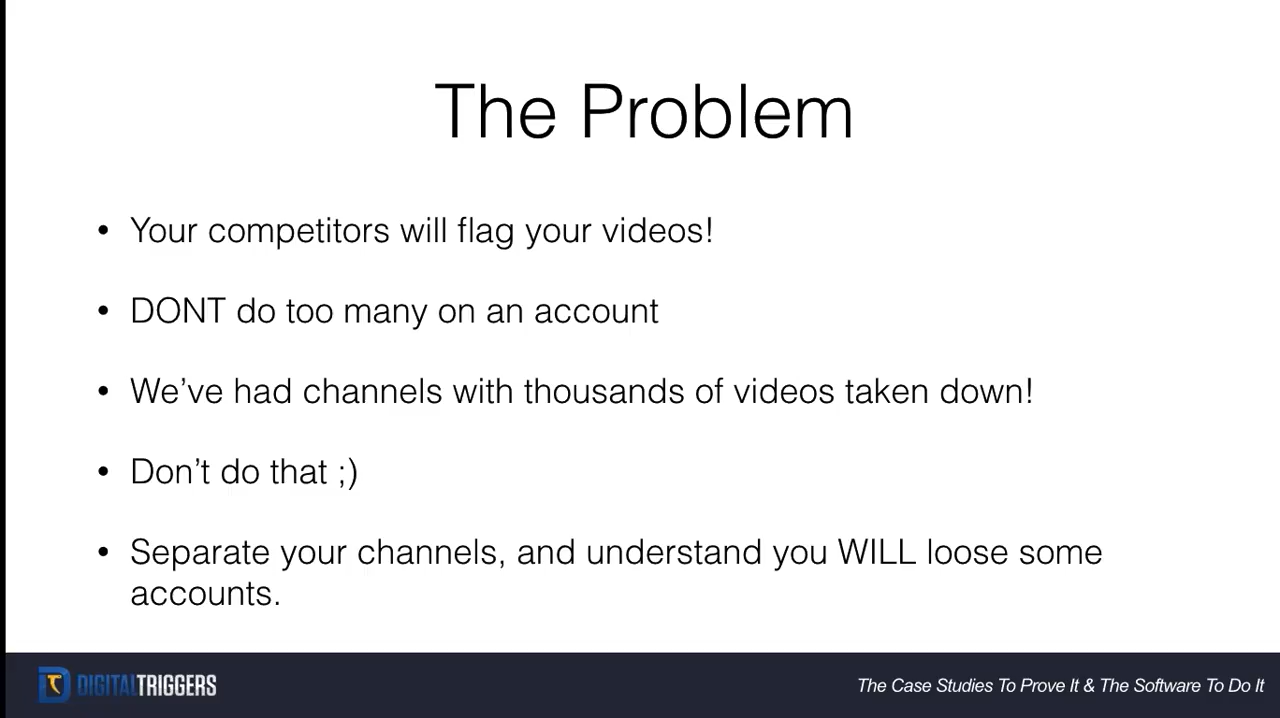 The Problem
• Your competitors will flag your videos!
• DONT do too many on an account
• We’ve had channels with thousands of videos taken down!
• Don’t do that ;)
• Separate your channels, and understand you WILL loose some
accounts.
DIGITALTRIGGERS
The Case Studies To Prove It & The Software To Do It